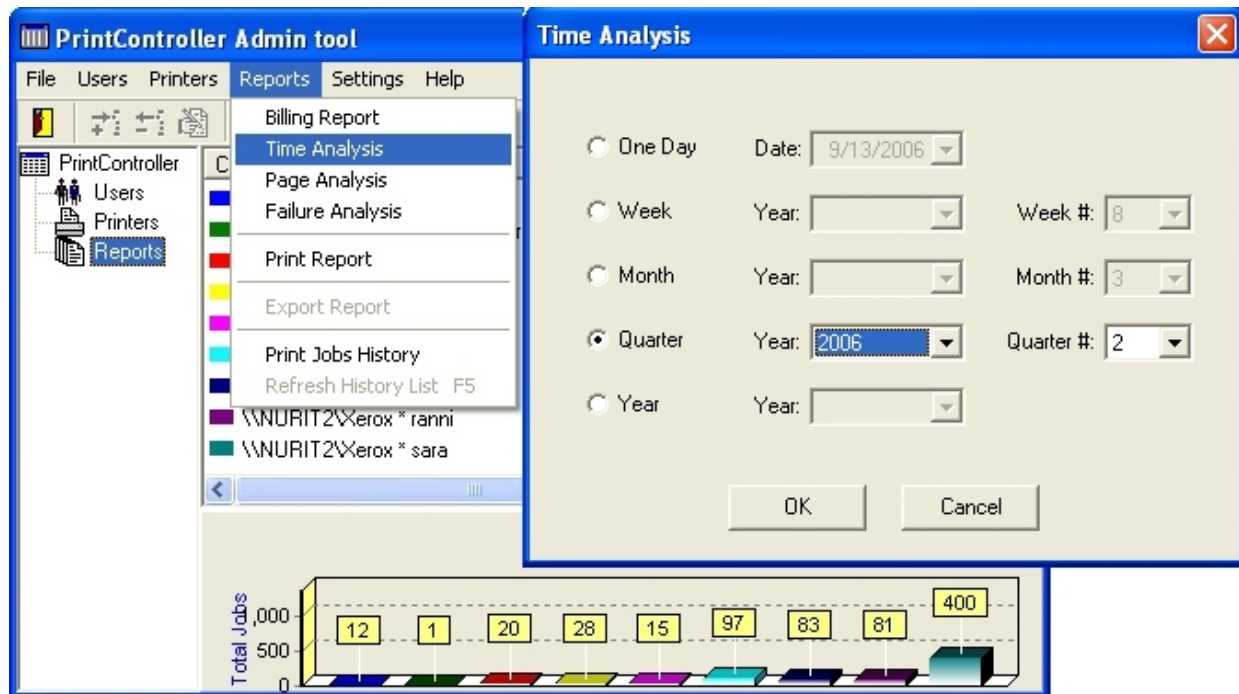 PrintController Admin tool
File Users Printers Reports Settings Help
PrintController
Users
Printers
Reports
C
Billing Report
Time Analysis
Page Analysis
Failure Analysis
Print Report
Export Report
Print Jobs History
Refresh History List F5
\\NURIT2\Xerox * ranni
\\NURIT2\Xerox * sara
Time Analysis
One Day Date: 9/13/2006
Week Year: Week #: 8
Month Year: Month #: 3
Quarter Year: 2006 Quarter #: 2
Year Year:
OK Cancel
Total Jobs
,000
500
0
12 1 20 28 15 97 83 81 400